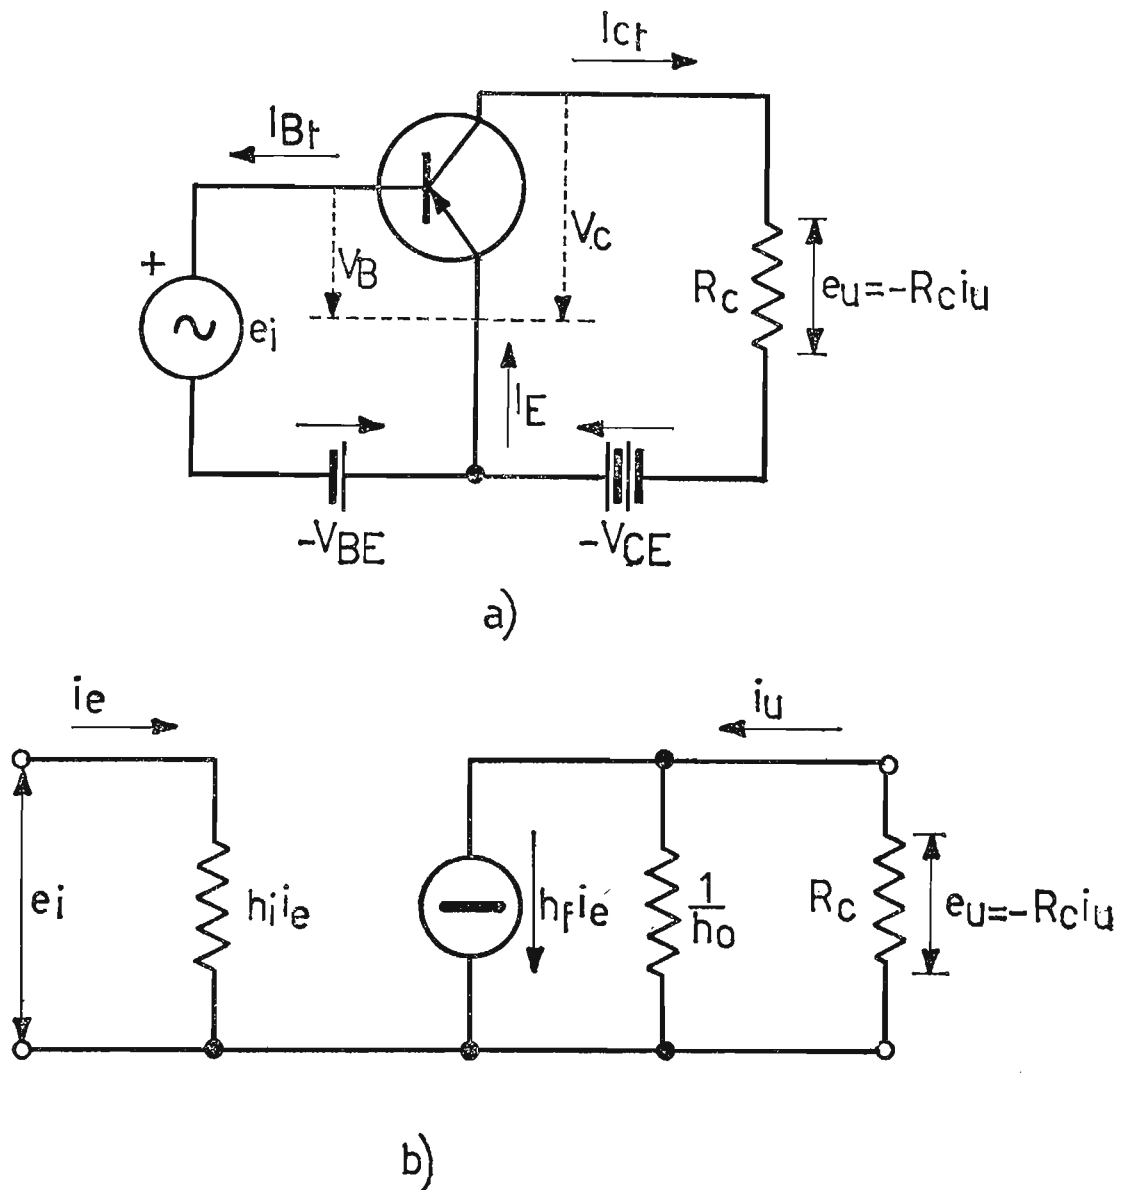 Ict
IBt
VC
VB
+
ei
RC
eu=-RCiu
IE
-VBE
-VCE
a)
ie
iu
ei
hiie
hfie
1/ho
RC
eu=-RCiu
b)